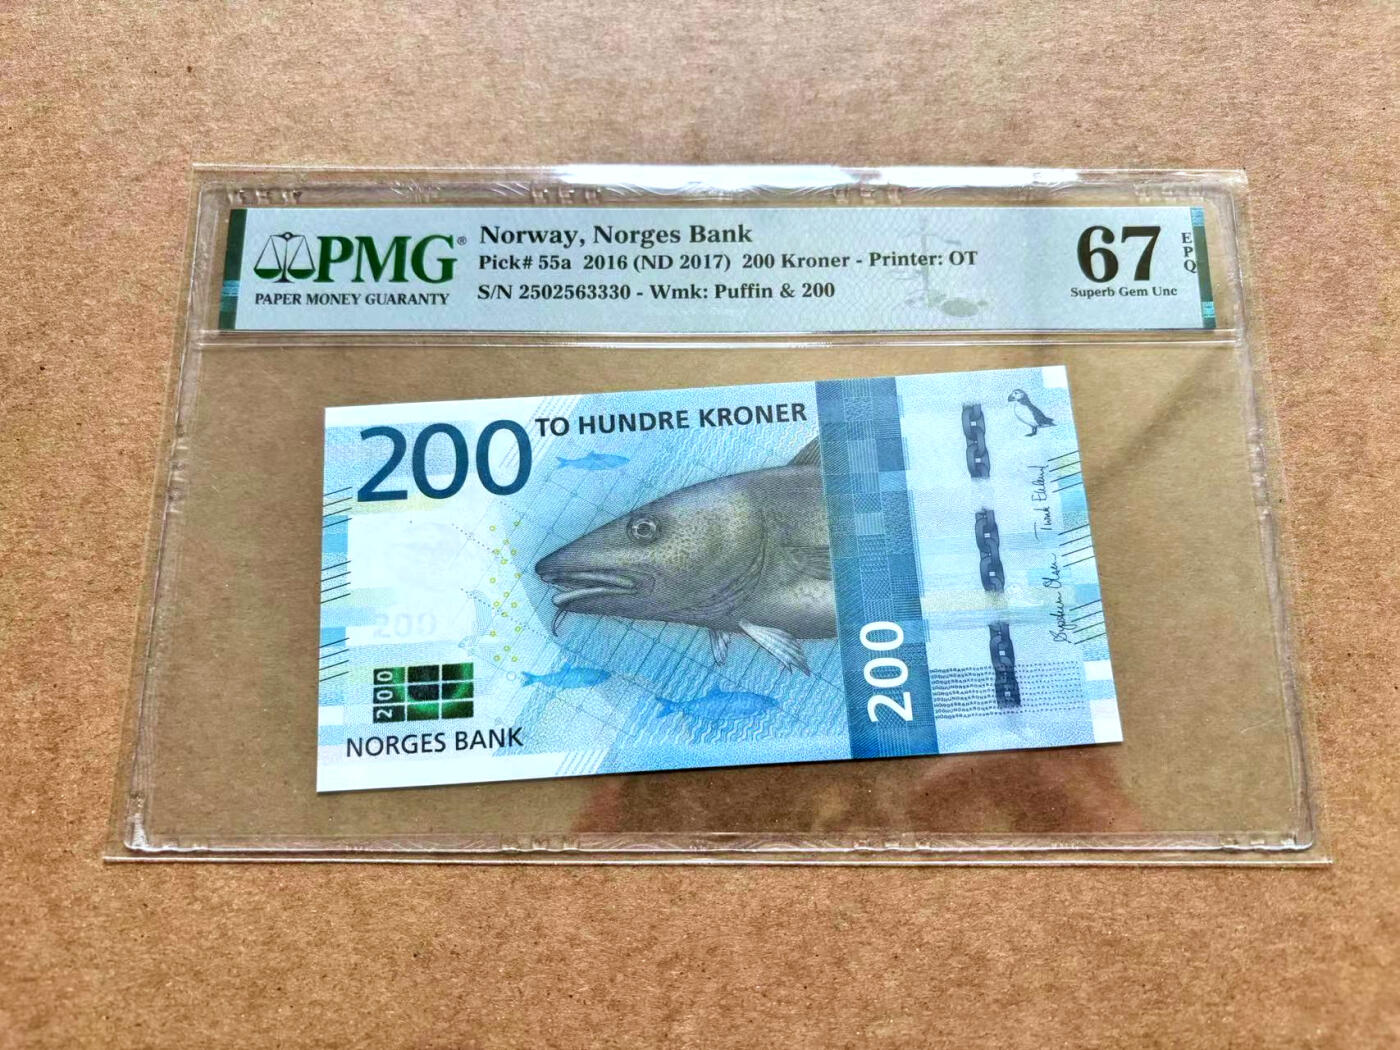 PMG®
PAPER MONEY GUARANTY
Norway, Norges Bank
Pick# 55a 2016 (ND 2017) 200 Kroner - Printer: OT
S/N 2502563330 - Wmk: Puffin & 200
67
EPQ
Superb Gem Unc
200 TO HUNDRE KRONER
200
200
NORGES BANK
200